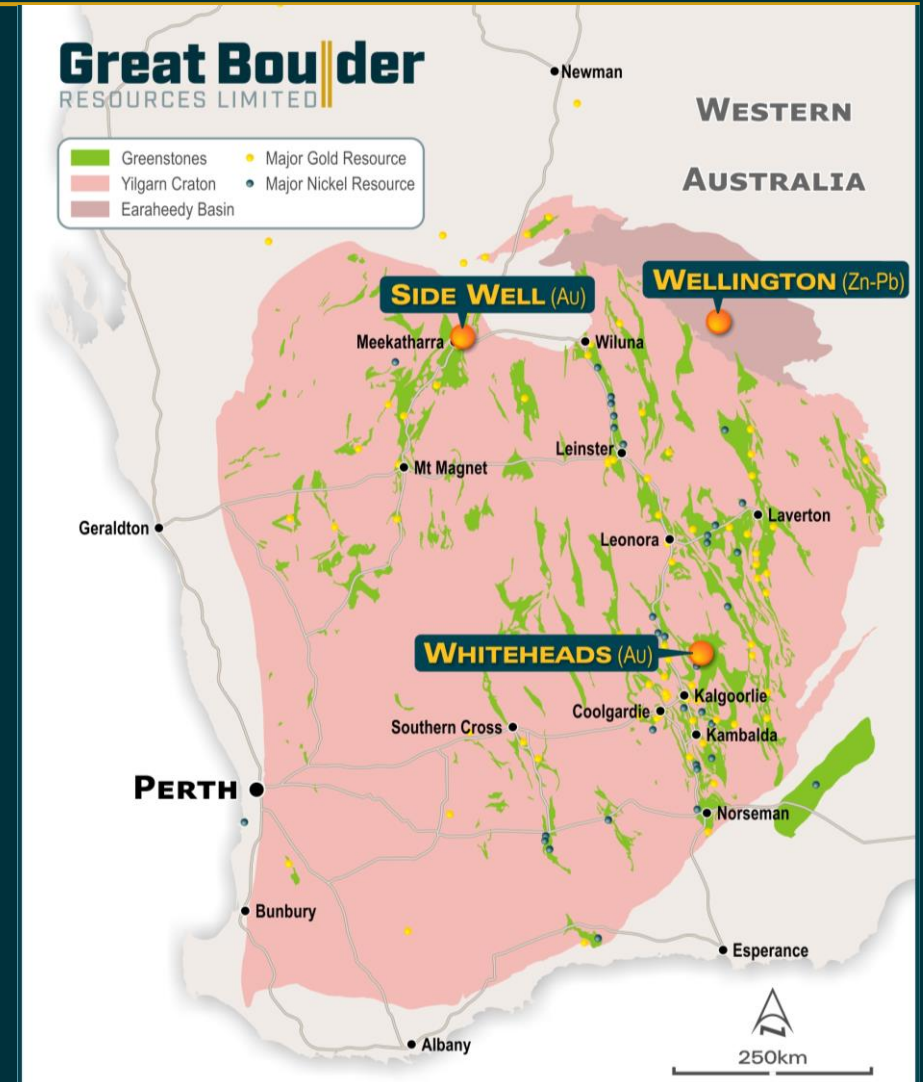 Great Boulder
RESOURCES LIMITED
Greenstones
Yilgarn Craton
Earaheedy Basin
Major Gold Resource
Major Nickel Resource
Newman
WESTERN
AUSTRALIA
SIDE WELL (Au)
WELLINGTON (Zn-Pb)
Meekatharra
Wiluna
Leinster
Mt Magnet
Geraldton
Laverton
Leonora
WHITEHEADS (Au)
Kalgoorlie
Coolgardie
Southern Cross
Kambalda
PERTH
Norseman
Bunbury
Esperance
Albany
N
250km